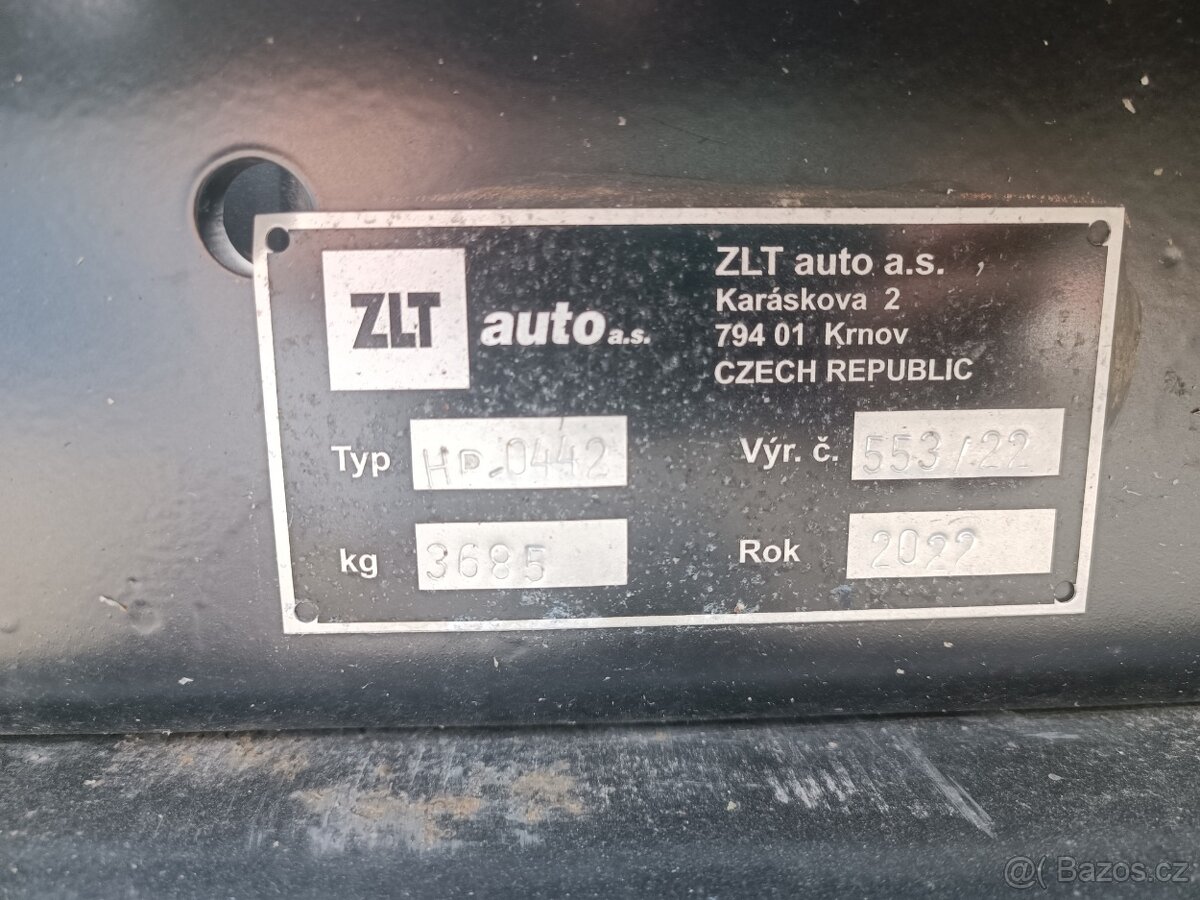 ZLT auto a.s.
ZLT auto a.s.
Karáskova 2
794 01 Krnov
CZECH REPUBLIC
Typ HP-0442
Výr. č. 553/22
kg 3685
Rok 2022
@( Bazos.cz